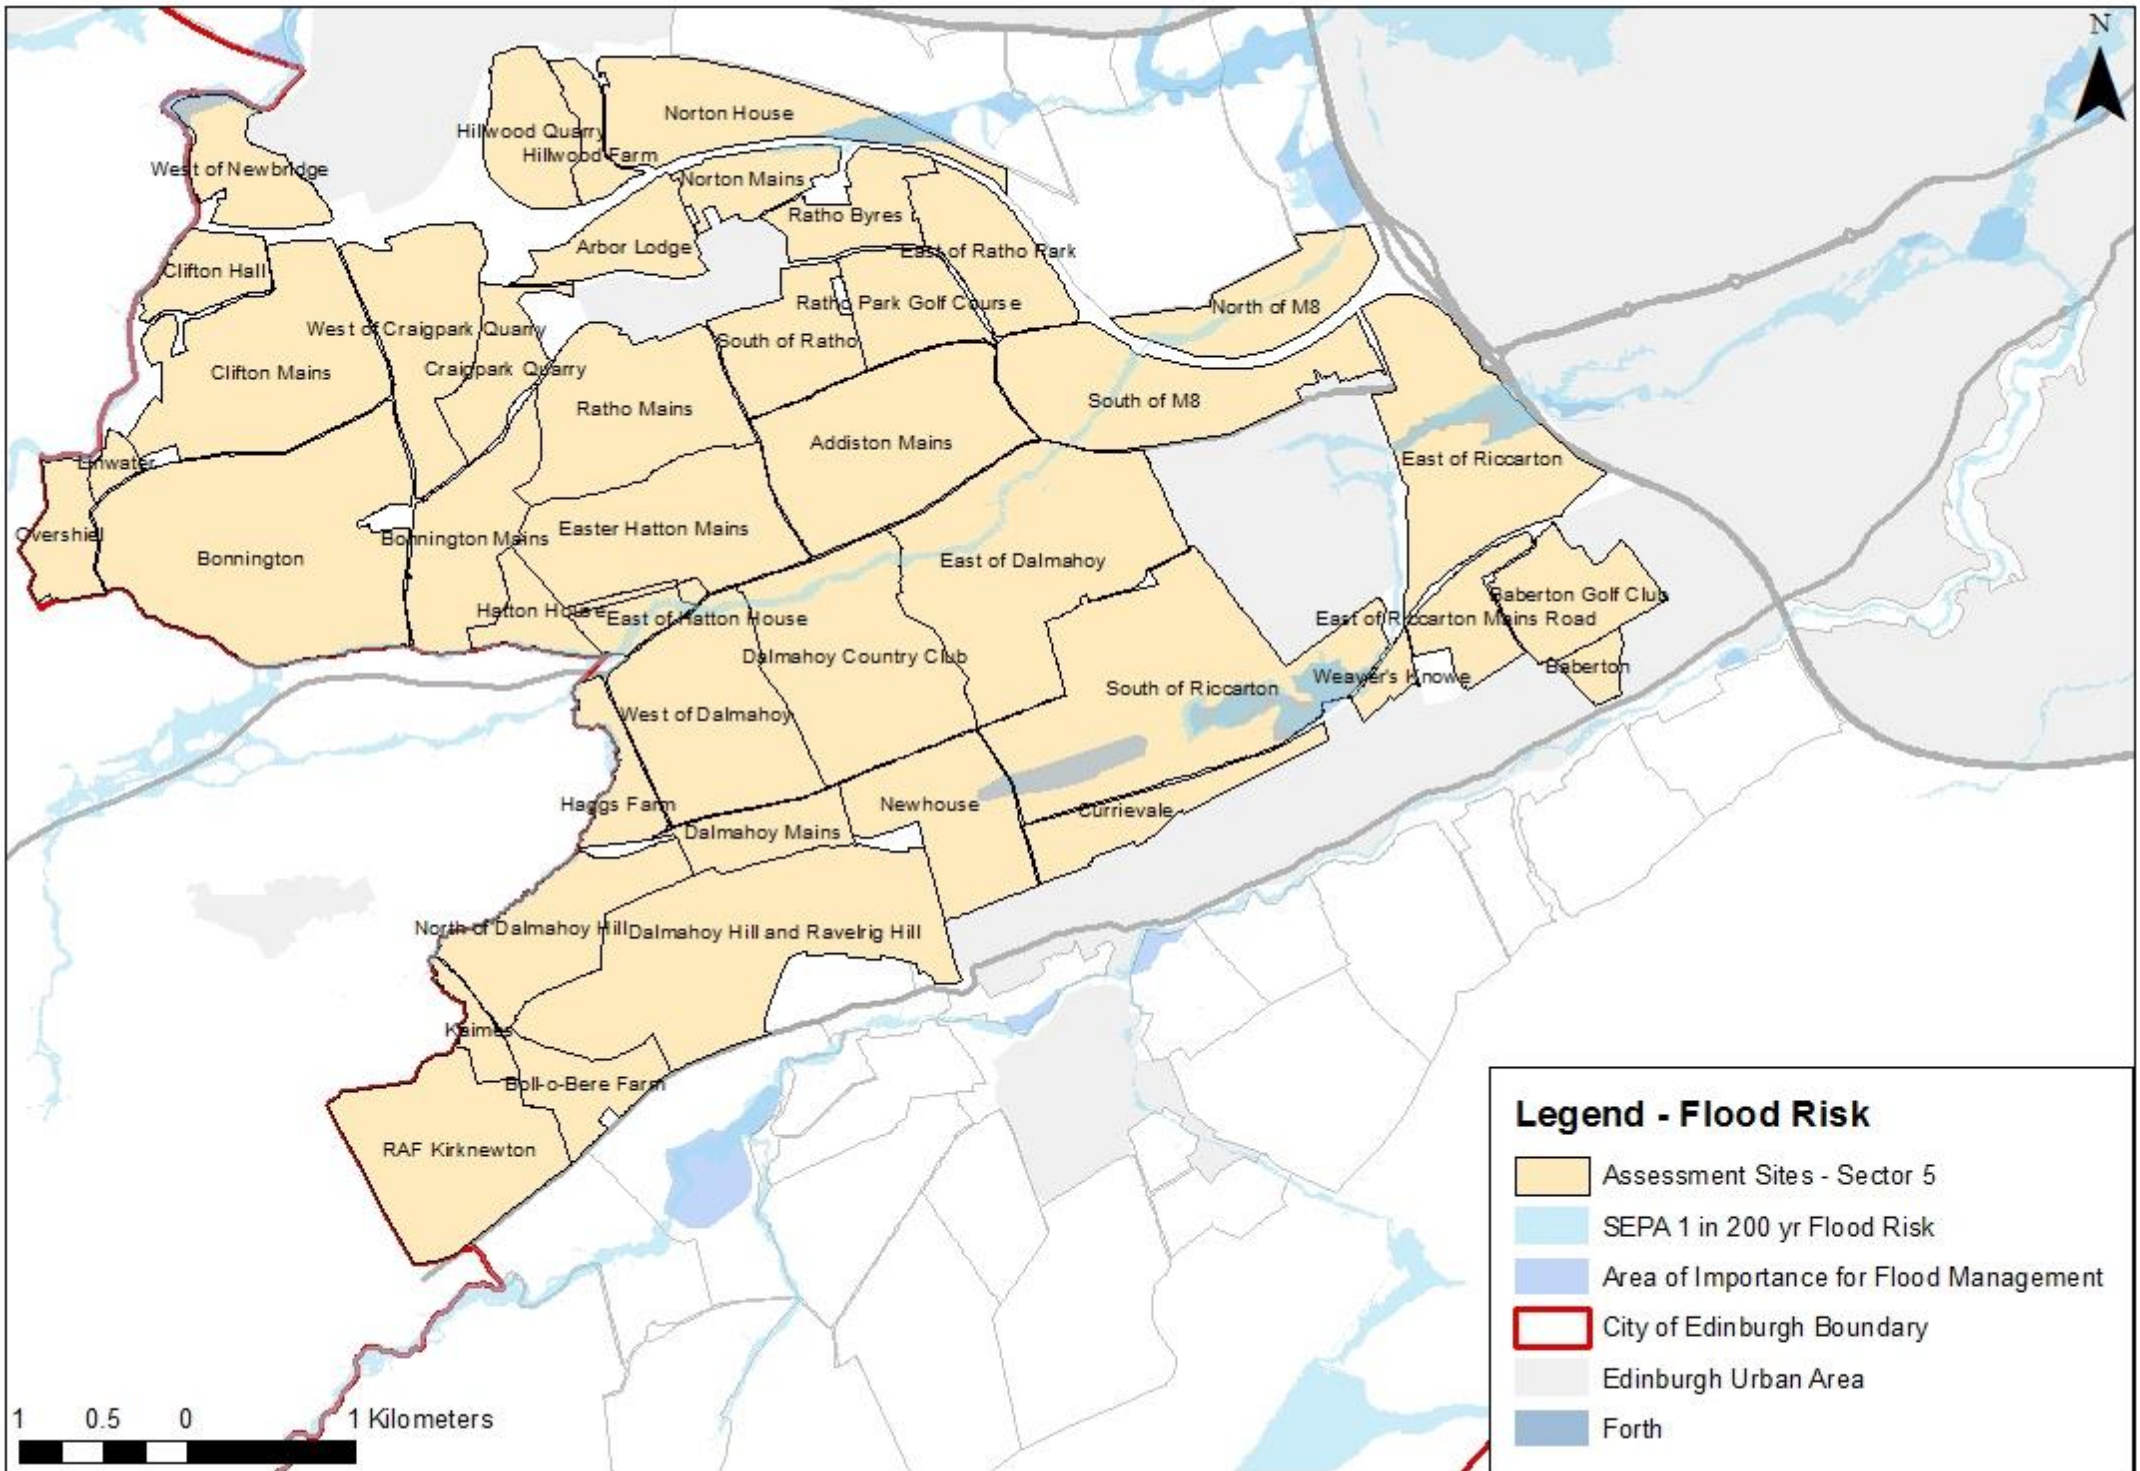 N
Norton House
Hillwood Quarry
Hillwood Farm
West of Newbridge
Norton Mains
Ratho Byres
Arbor Lodge
East of Ratho Park
Clifton Hall
Ratho Park Golf Course
North of M8
West of Craigpark Quarry
South of Ratho
Clifton Mains
Craigpark Quarry
South of M8
Ratho Mains
Addiston Mains
Linwater
East of Riccarton
Overshiel
Easter Hatton Mains
Bonnington Mains
Bonnington
East of Dalmahoy
Baberton Golf Club
Hatton House
East of Hatton House
East of Riccarton Mains Road
Dalmahoy Country Club
Baberton
Weaver's Knowe
South of Riccarton
West of Dalmahoy
Haggs Farm
Newhouse
Currievale
Dalmahoy Mains
North of Dalmahoy Hill
Dalmahoy Hill and Ravelrig Hill
Kaimes
Boll-o-Bere Farm
RAF Kirknewton
Legend - Flood Risk
Assessment Sites - Sector 5
SEPA 1 in 200 yr Flood Risk
Area of Importance for Flood Management
City of Edinburgh Boundary
Edinburgh Urban Area
Forth
1 0.5 0 1 Kilometers